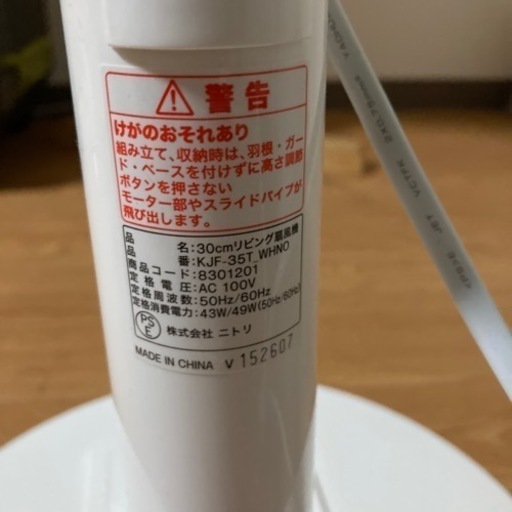 警告
けがのおそれあり
組み立て、収納時は、羽根・ガー
ド・ベースを付けずに高さ調節
ボタンを押さない
モーター部やスライドパイプが
飛び出します。
品名:30cmリビング扇風機
品番:KJF-35T_WHNO
商品コード:8301201
定格電圧:AC 100V
定格周波数:50Hz/60Hz
定格消費電力:43W/49W(50Hz/60Hz)
PSE 株式会社 ニトリ
MADE IN CHINA V 152607
VCTFK